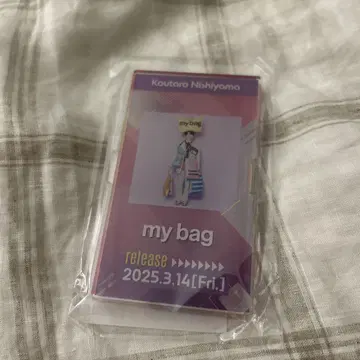 Koutaro Nishiyama
my bag
my bag
release
2025.3.14[Fri.]